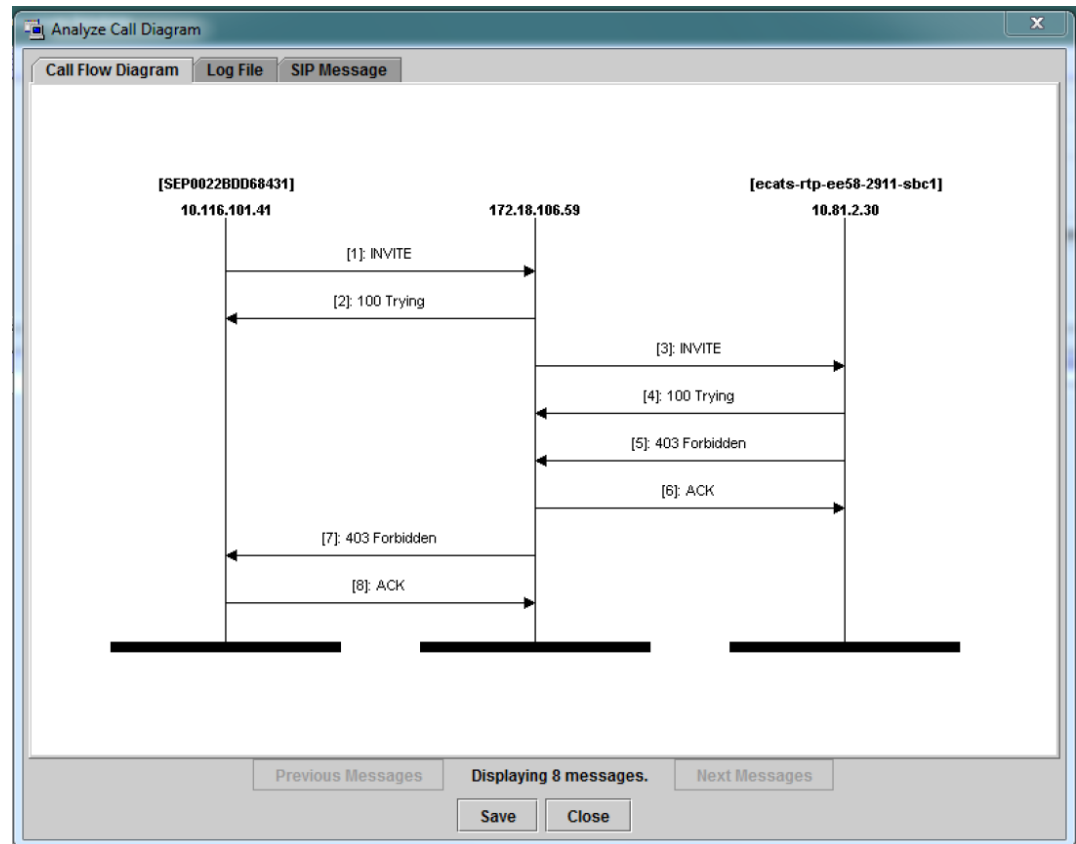 Analyze Call Diagram
x
Call Flow Diagram Log File SIP Message
[SEP0022BDD68431] [ecats-rtp-ee58-2911-sbc1]
10.116.101.41 172.18.106.59 10.81.2.30
[1]: INVITE
[2]: 100 Trying
[3]: INVITE
[4]: 100 Trying
[5]: 403 Forbidden
[6]: ACK
[7]: 403 Forbidden
[8]: ACK
Previous Messages Displaying 8 messages. Next Messages
Save Close